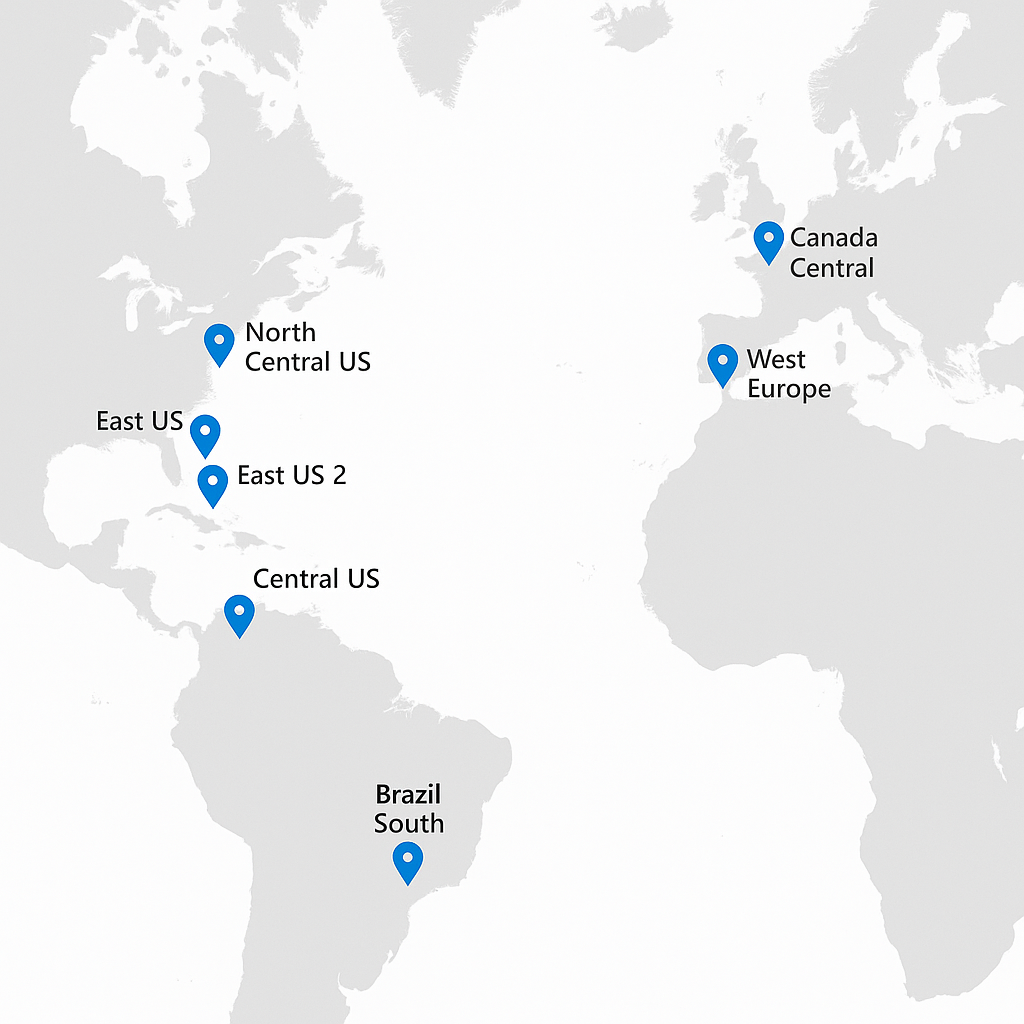 Canada
Central
North
Central US
West
Europe
East US
East US 2
Central US
Brazil
South